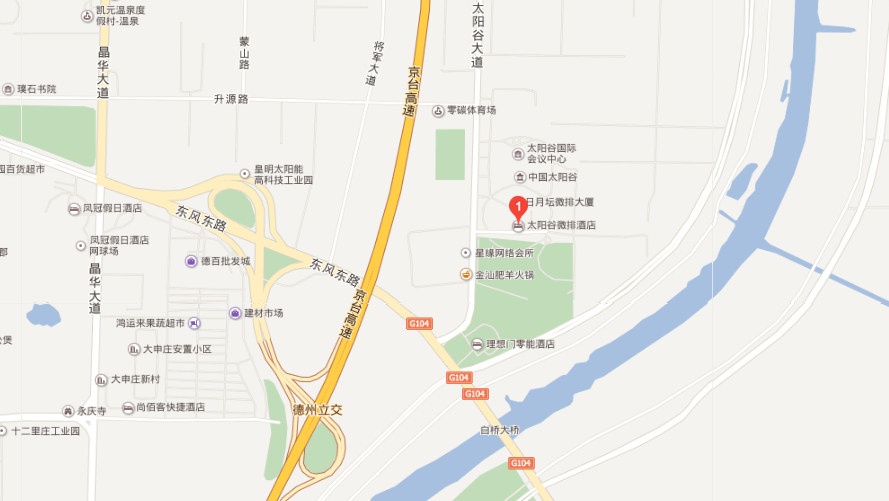 凯元温泉度
假村-温泉
太
阳
谷
大
道
晶
华
大
道
蒙
山
路
将
军
大
道
京
台
高
速
璞石书院
升源路
零碳体育场
太阳谷国际
会议中心
皇明太阳能
高科技工业园
中国太阳谷
园百货超市
日月坛微排大厦
1
凤冠假日酒店
东风东路
太阳谷微排酒店
凤冠假日酒店
网球场
郡
星缘网络会所
德百批发城
东风东路
金汕肥羊火锅
晶
华
大
道
京
台
高
速
建材市场
鸿运来果蔬超市
G104
大申庄安置小区
理想门零能酒店
公煲
大申庄新村
G104
G104
尚佰客快捷酒店
永庆寺
德州立交
十二里庄工业园
白桥大桥
G104